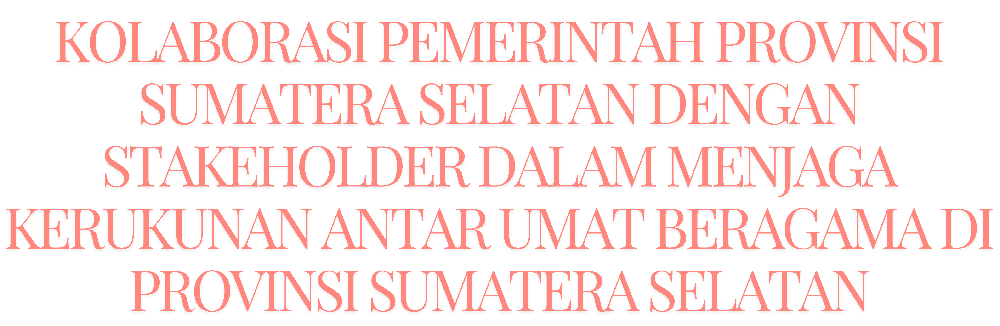 KOLABORASI PEMERINTAH PROVINSI
SUMATERA SELATAN DENGAN
STAKEHOLDER DALAM MENJAGA
KERUKUNAN ANTAR UMAT BERAGAMA DI
PROVINSI SUMATERA SELATAN